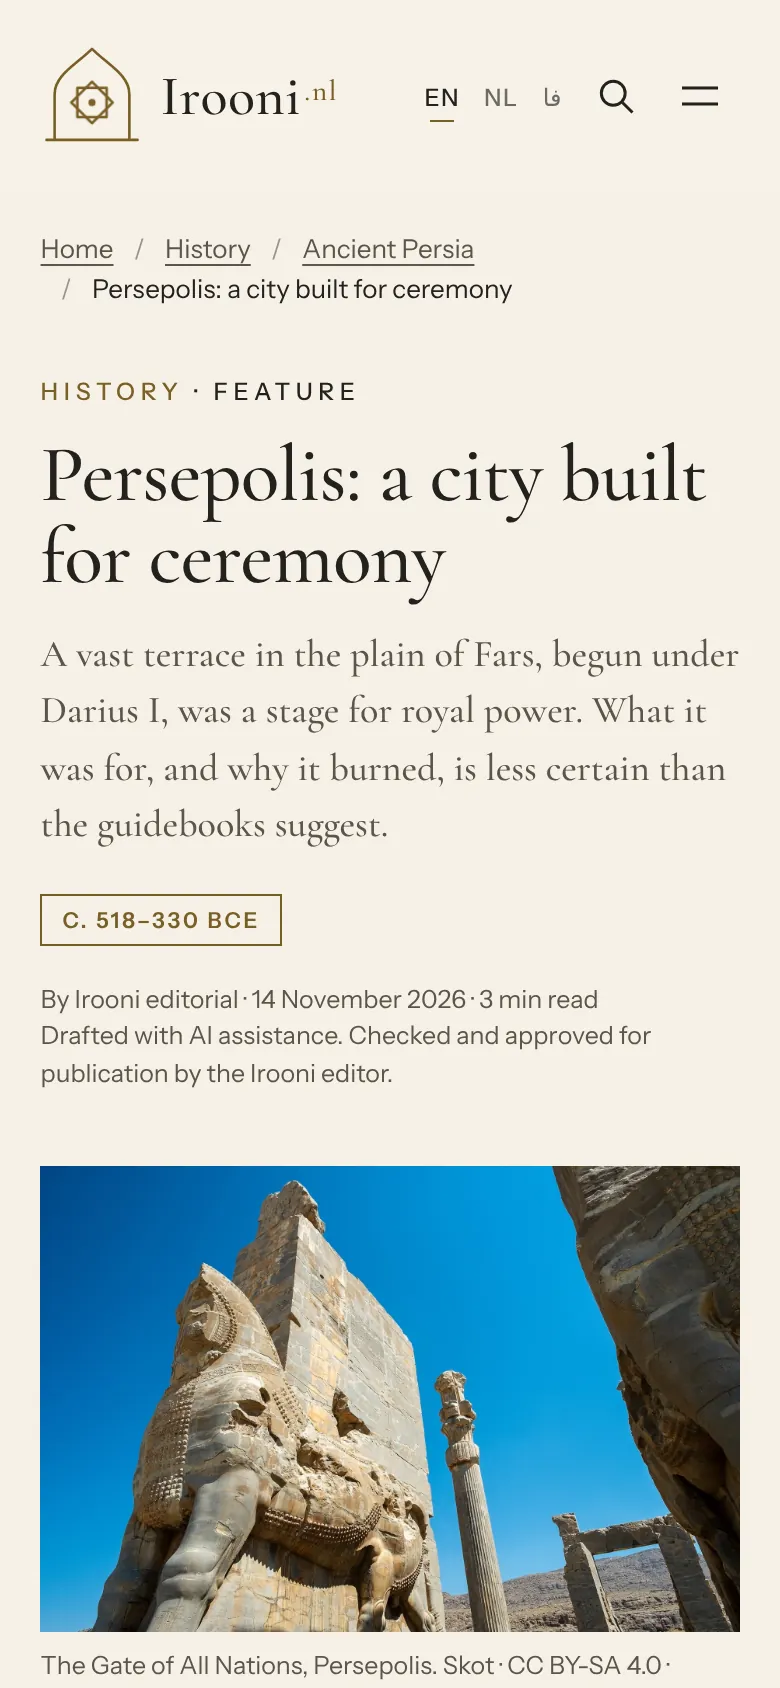 Irooni.nl
EN NL فا
Home / History / Ancient Persia
/ Persepolis: a city built for ceremony
HISTORY · FEATURE
Persepolis: a city built
for ceremony
A vast terrace in the plain of Fars, begun under
Darius I, was a stage for royal power. What it
was for, and why it burned, is less certain than
the guidebooks suggest.
C. 518–330 BCE
By Irooni editorial · 14 November 2026 · 3 min read
Drafted with AI assistance. Checked and approved for
publication by the Irooni editor.
The Gate of All Nations, Persepolis. Skot · CC BY-SA 4.0 ·